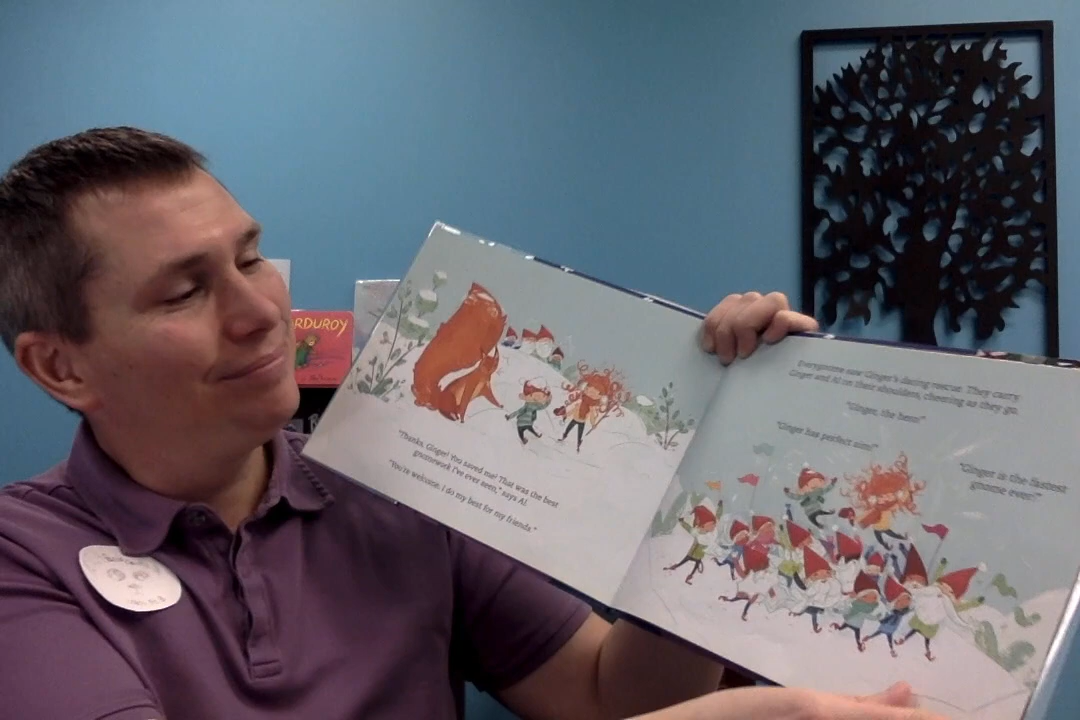 RDUROY
"Thanks, Ginger! You saved me! That was the best
gnomework I've ever seen," says Al.
"You're welcome. I do my best for my friends."
Everygnome saw Ginger's daring rescue. They carry
Ginger and Al on their shoulders, cheering as they go.
"Ginger, the hero!"
"Ginger has perfect aim!"
"Ginger is the fastest
gnome ever!"